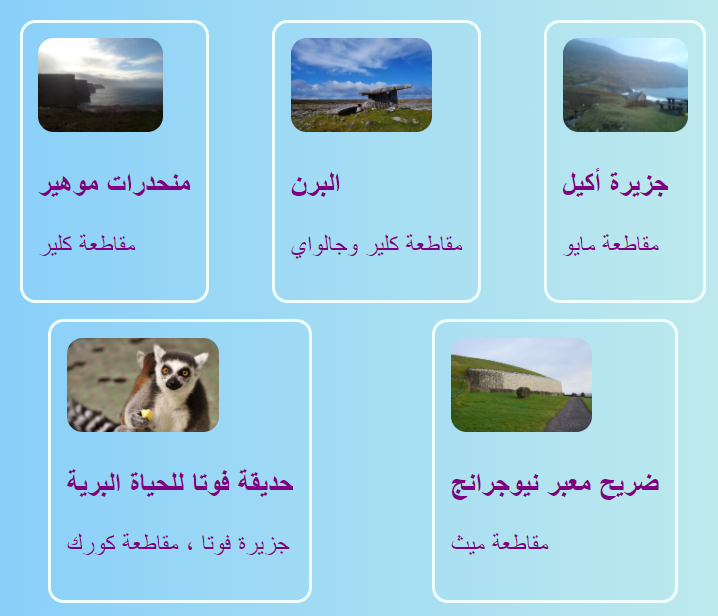 منحدرات موهير
مقاطعة كلير
البرن
مقاطعة كلير وجالواي
جزيرة أكيل
مقاطعة مايو
حديقة فوتا للحياة البرية
جزيرة فوتا ، مقاطعة كورك
ضريح معبر نيوجرانج
مقاطعة ميث